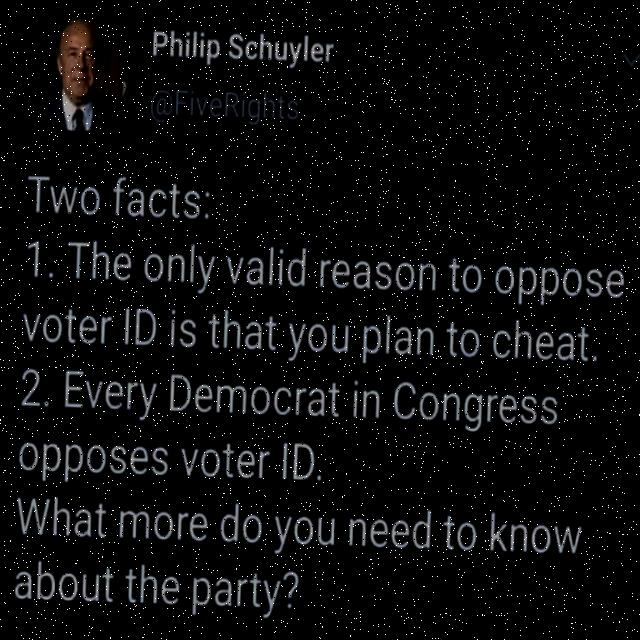 Philip Schuyler
@FiveRights
Two facts:
1. The only valid reason to oppose
voter ID is that you plan to cheat.
2. Every Democrat in Congress
opposes voter ID.
What more do you need to know
about the party?